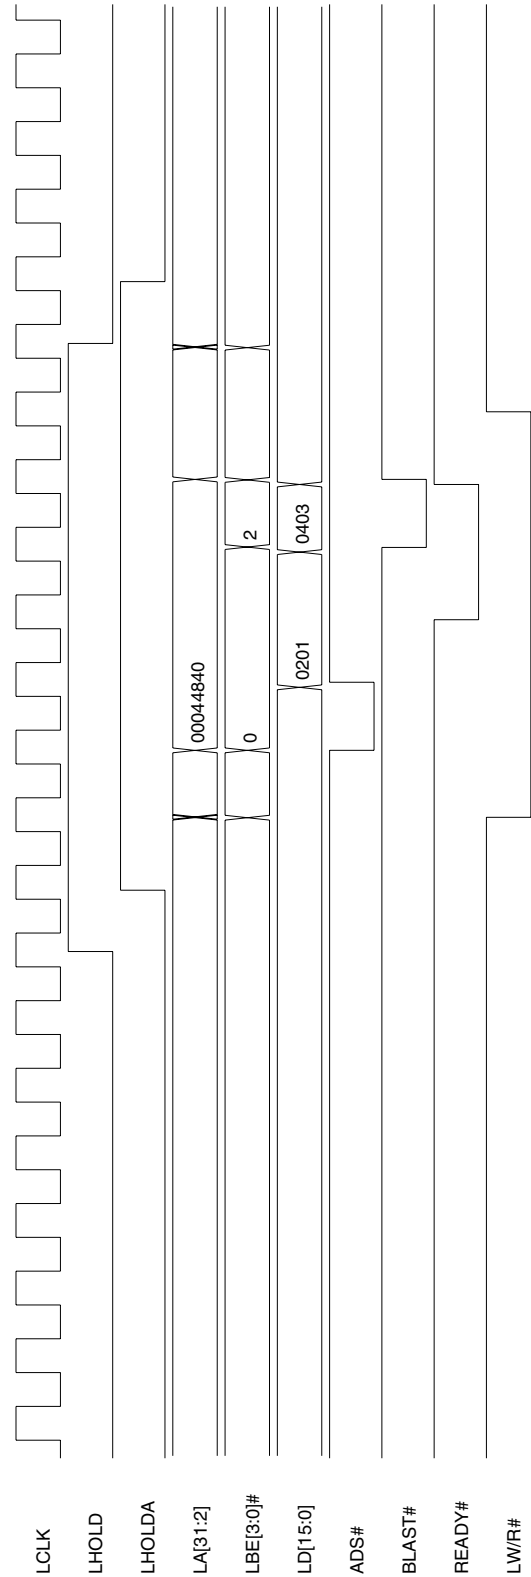 LCLK
LHOLD
LHOLDA
LA[31:2] 00044840
LBE[3:0]# 0 2
LD[15:0] 0201 0403
ADS#
BLAST#
READY#
LW/R#